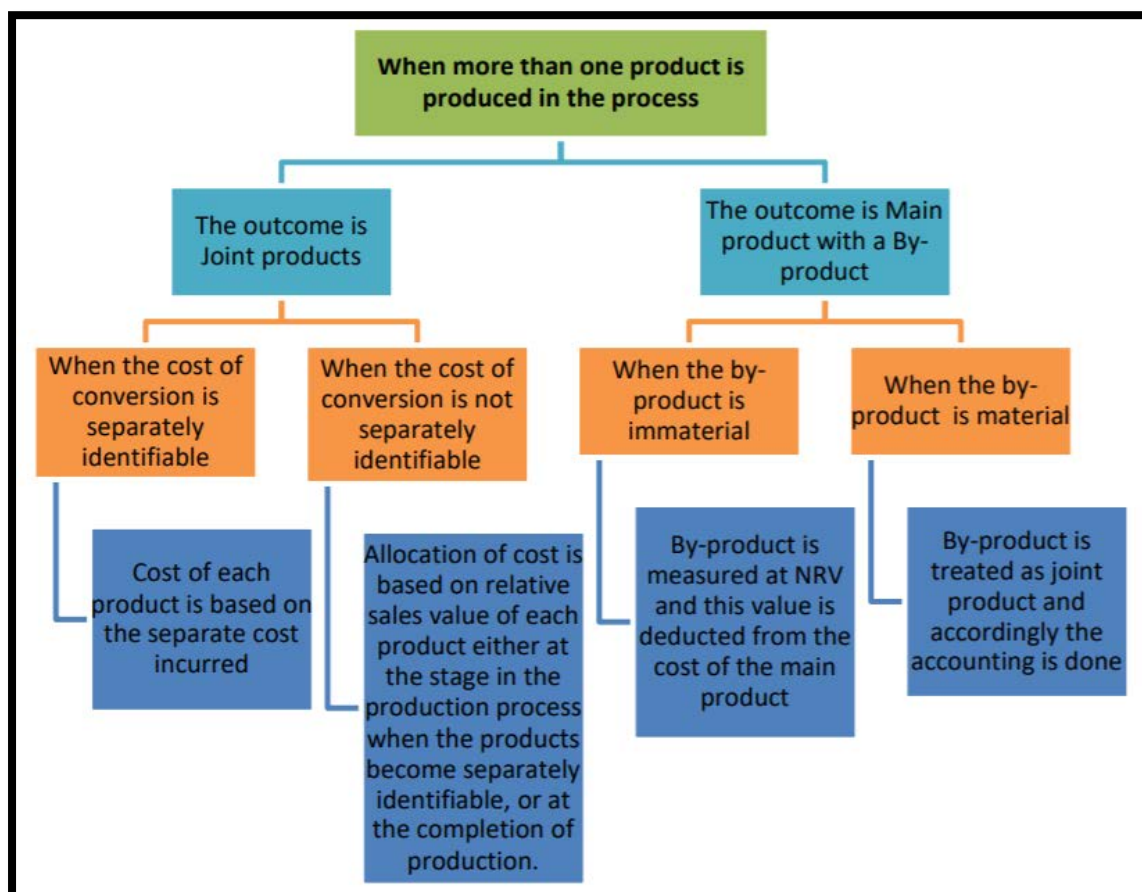 When more than one product is
produced in the process
The outcome is
Joint products
The outcome is Main
product with a By-
product
When the cost of
conversion is
separately
identifiable
When the cost of
conversion is not
separately
identifiable
When the by-
product is
immaterial
When the by-
product is material
Cost of each
product is based on
the separate cost
incurred
Allocation of cost is
based on relative
sales value of each
product either at
the stage in the
production process
when the products
become separately
identifiable, or at
the completion of
production.
By-product is
measured at NRV
and this value is
deducted from the
cost of the main
product
By-product is
treated as joint
product and
accordingly the
accounting is done